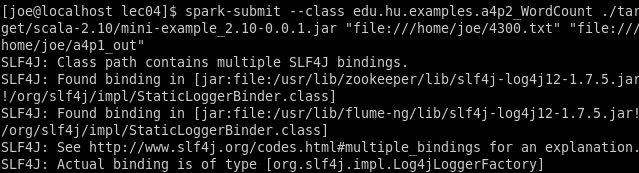 [joe@localhost lec04]$ spark-submit --class edu.hu.examples.a4p2_WordCount ./tar
get/scala-2.10/mini-example_2.10-0.0.1.jar "file:///home/joe/4300.txt" "file:///
home/joe/a4p1_out"
SLF4J: Class path contains multiple SLF4J bindings.
SLF4J: Found binding in [jar:file:/usr/lib/zookeeper/lib/slf4j-log4j12-1.7.5.jar
!/org/slf4j/impl/StaticLoggerBinder.class]
SLF4J: Found binding in [jar:file:/usr/lib/flume-ng/lib/slf4j-log4j12-1.7.5.jar!
/org/slf4j/impl/StaticLoggerBinder.class]
SLF4J: See http://www.slf4j.org/codes.html#multiple_bindings for an explanation.
SLF4J: Actual binding is of type [org.slf4j.impl.Log4jLoggerFactory]